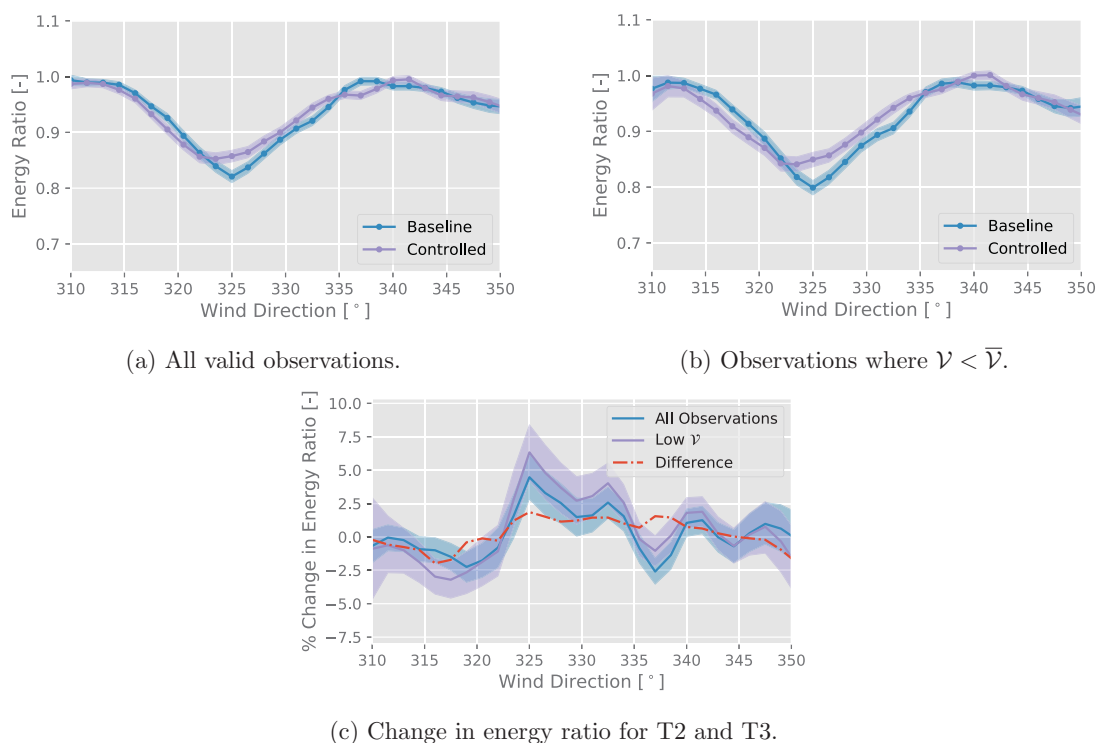 1.1
1.0
0.9
0.8
0.7
Energy Ratio [-]
Baseline
Controlled
310 315 320 325 330 335 340 345 350
Wind Direction [°]
(a) All valid observations.
1.1
1.0
0.9
0.8
0.7
Energy Ratio [-]
Baseline
Controlled
310 315 320 325 330 335 340 345 350
Wind Direction [°]
(b) Observations where 𝒱 < 𝒱̅.
10.0
7.5
5.0
2.5
0.0
−2.5
−5.0
−7.5
% Change in Energy Ratio [-]
All Observations
Low 𝒱
Difference
310 315 320 325 330 335 340 345 350
Wind Direction [°]
(c) Change in energy ratio for T2 and T3.